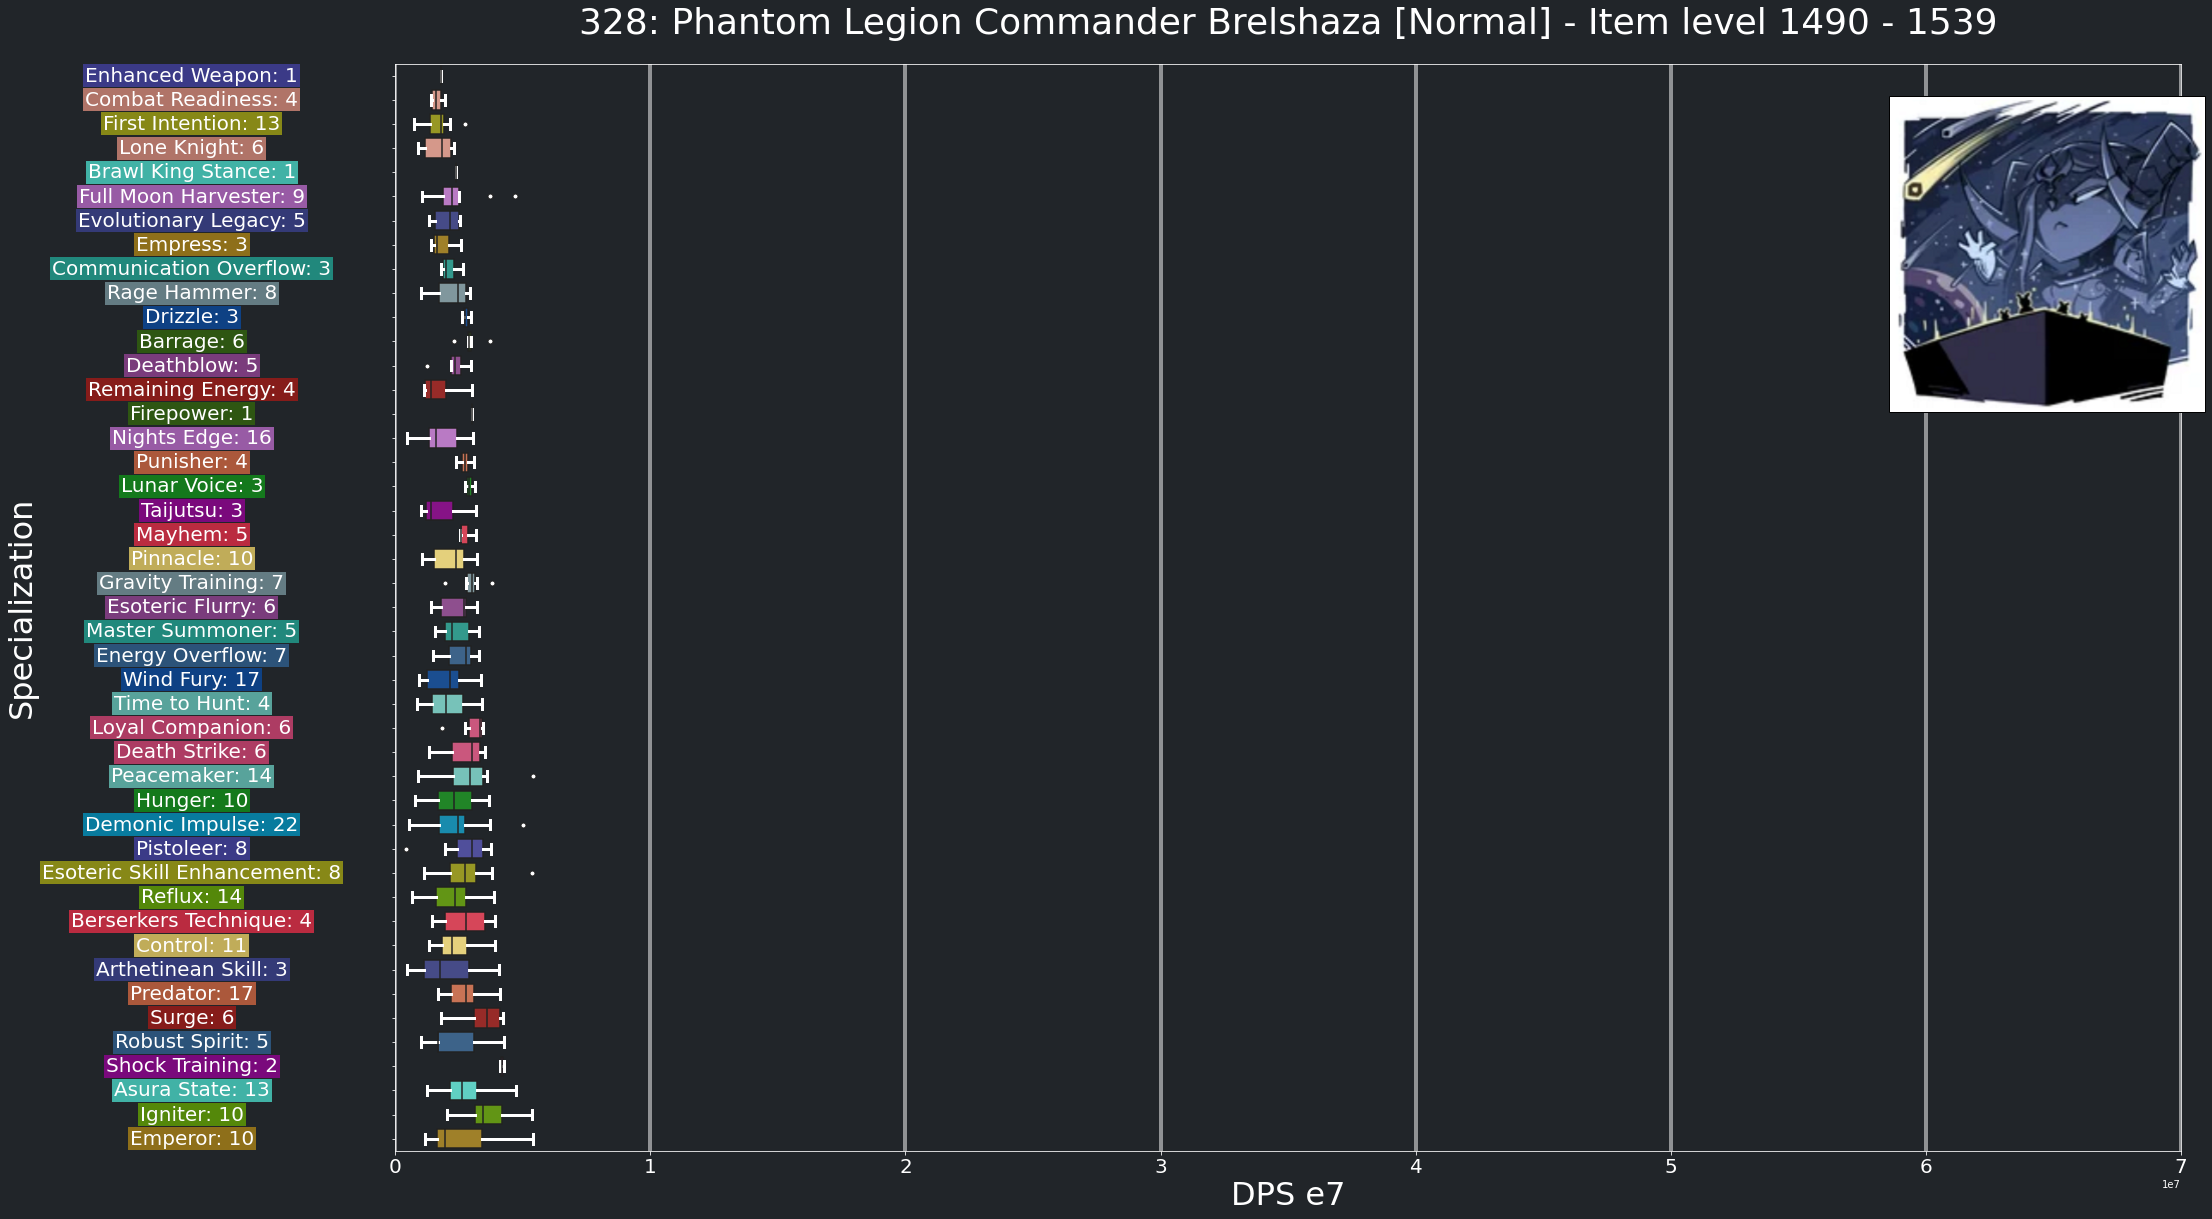 328: Phantom Legion Commander Brelshaza [Normal] - Item level 1490 - 1539
Specialization
Enhanced Weapon: 1
Combat Readiness: 4
First Intention: 13
Lone Knight: 6
Brawl King Stance: 1
Full Moon Harvester: 9
Evolutionary Legacy: 5
Empress: 3
Communication Overflow: 3
Rage Hammer: 8
Drizzle: 3
Barrage: 6
Deathblow: 5
Remaining Energy: 4
Firepower: 1
Nights Edge: 16
Punisher: 4
Lunar Voice: 3
Taijutsu: 3
Mayhem: 5
Pinnacle: 10
Gravity Training: 7
Esoteric Flurry: 6
Master Summoner: 5
Energy Overflow: 7
Wind Fury: 17
Time to Hunt: 4
Loyal Companion: 6
Death Strike: 6
Peacemaker: 14
Hunger: 10
Demonic Impulse: 22
Pistoleer: 8
Esoteric Skill Enhancement: 8
Reflux: 14
Berserkers Technique: 4
Control: 11
Arthetinean Skill: 3
Predator: 17
Surge: 6
Robust Spirit: 5
Shock Training: 2
Asura State: 13
Igniter: 10
Emperor: 10
0 1 2 3 4 5 6 7
1e7
DPS e7